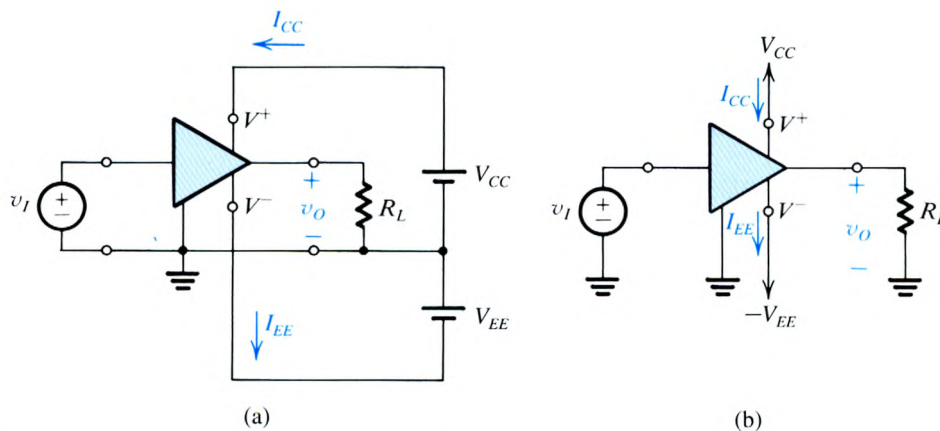 I_CC
V^+
V_CC
v_I
+
−
V^−
+
v_O
−
R_L
V_EE
I_EE
(a)
V_CC
I_CC
V^+
v_I
+
−
V^−
I_EE
+
v_O
−
−V_EE
(b)